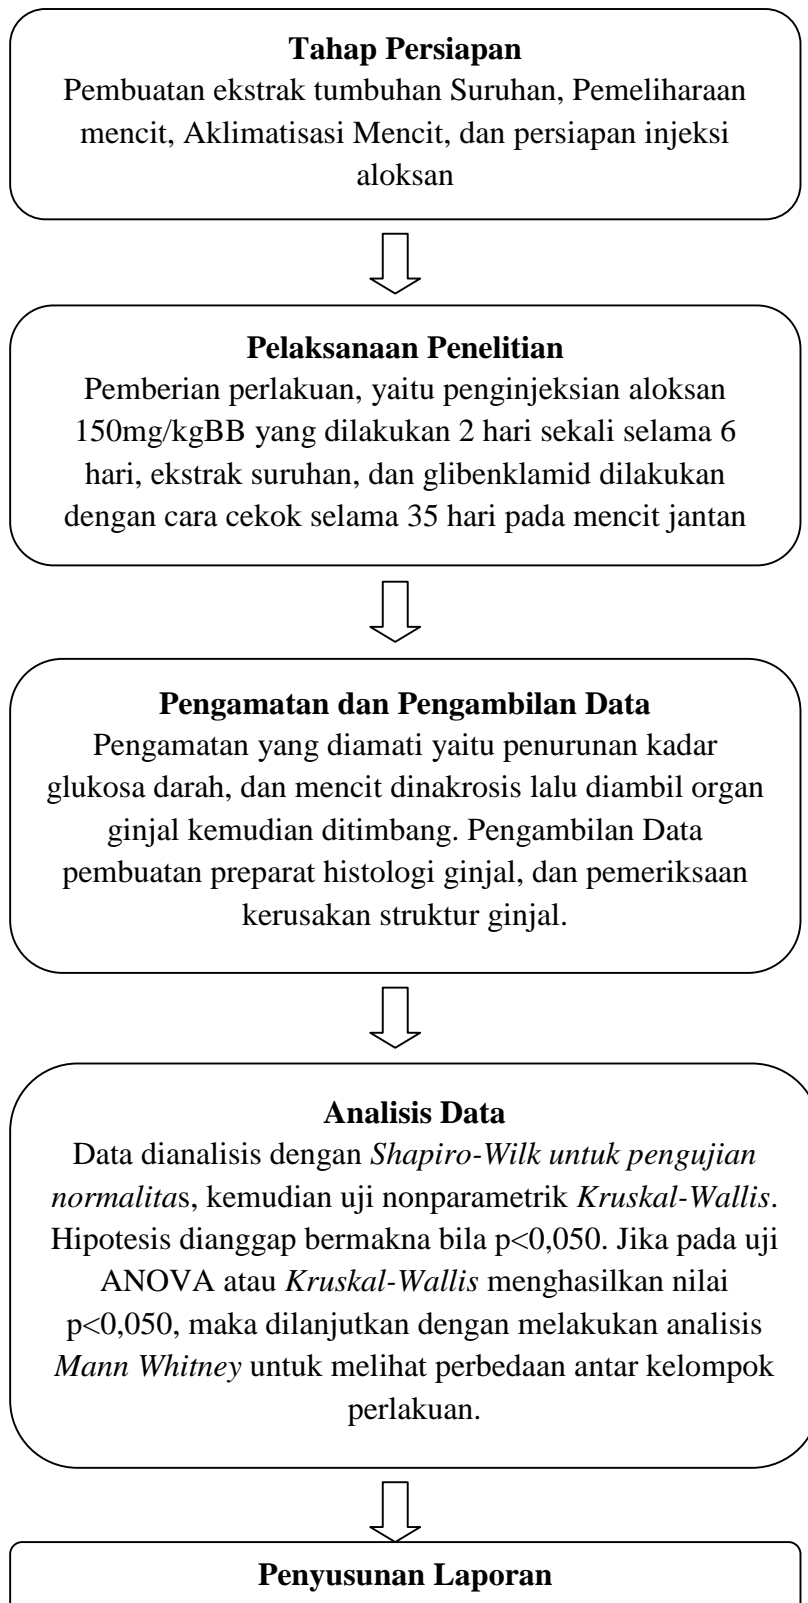 Tahap Persiapan
Pembuatan ekstrak tumbuhan Suruhan, Pemeliharaan
mencit, Aklimatisasi Mencit, dan persiapan injeksi
aloksan
Pelaksanaan Penelitian
Pemberian perlakuan, yaitu penginjeksian aloksan
150mg/kgBB yang dilakukan 2 hari sekali selama 6
hari, ekstrak suruhan, dan glibenklamid dilakukan
dengan cara cekok selama 35 hari pada mencit jantan
Pengamatan dan Pengambilan Data
Pengamatan yang diamati yaitu penurunan kadar
glukosa darah, dan mencit dinakrosis lalu diambil organ
ginjal kemudian ditimbang. Pengambilan Data
pembuatan preparat histologi ginjal, dan pemeriksaan
kerusakan struktur ginjal.
Analisis Data
Data dianalisis dengan Shapiro-Wilk untuk pengujian
normalitas, kemudian uji nonparametrik Kruskal-Wallis.
Hipotesis dianggap bermakna bila p<0,050. Jika pada uji
ANOVA atau Kruskal-Wallis menghasilkan nilai
p<0,050, maka dilanjutkan dengan melakukan analisis
Mann Whitney untuk melihat perbedaan antar kelompok
perlakuan.
Penyusunan Laporan